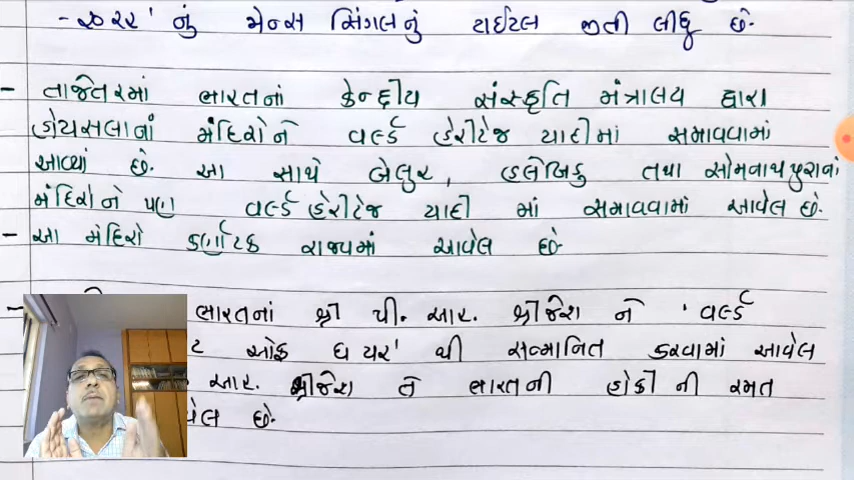 - ૨૦૨૨' નું મેન્સ સિંગલનું ટાઈટલ જીતી લીધુ છે.
- તાજેતરમાં ભારતનાં કેન્દ્રીય સંસ્કૃતિ મંત્રાલય દ્વારા
હોયસલાનાં મંદિરોને વર્લ્ડ હેરીટેજ યાદીમાં સમાવવામાં
આવ્યાં છે. આ સાથે બેલુર, હલેબિડુ તથા સોમનાથપુરાનાં
મંદિરોને પણ વર્લ્ડ હેરીટેજ યાદી માં સમાવવામાં આવેલ છે.
- આ મંદિરો કર્ણાટક રાજ્યમાં આવેલ છે.
ભારતનાં શ્રી પી. આર. શ્રીજેશ ને 'વર્લ્ડ
ઓફ ધ યર' થી સન્માનિત કરવામાં આવેલ
આર. શ્રીજેશ તે ભારતની હોકી ની રમત
છે.